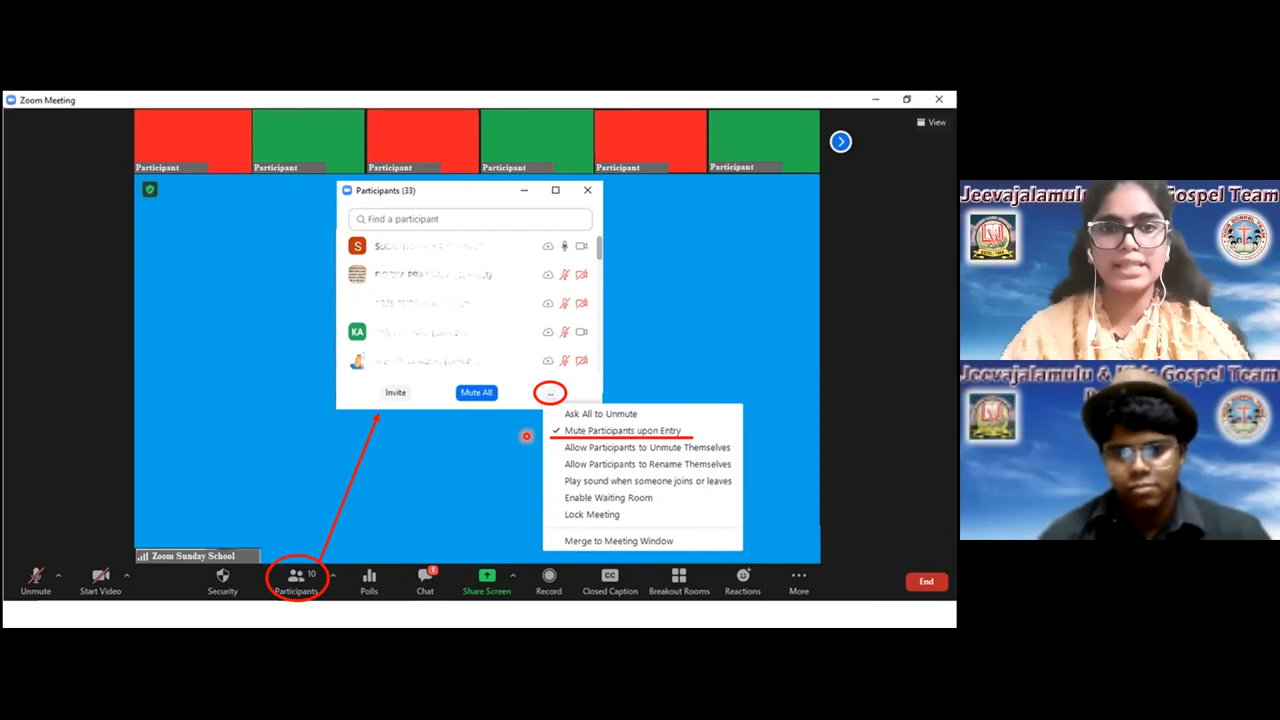 Zoom Meeting
View
Participant
Participant
Participant
Participant
Participant
Participant
Participants (33)
Find a participant
S
KA
Invite
Mute All
...
Ask All to Unmute
Mute Participants upon Entry
Allow Participants to Unmute Themselves
Allow Participants to Rename Themselves
Play sound when someone joins or leaves
Enable Waiting Room
Lock Meeting
Merge to Meeting Window
Zoom Sunday School
10
1
CC
Unmute
Start Video
Security
Participants
Polls
Chat
Share Screen
Record
Closed Caption
Breakout Rooms
Reactions
More
End
Jeevajalamulu Gospel Team
Jeevajalamulu & Gospel Team